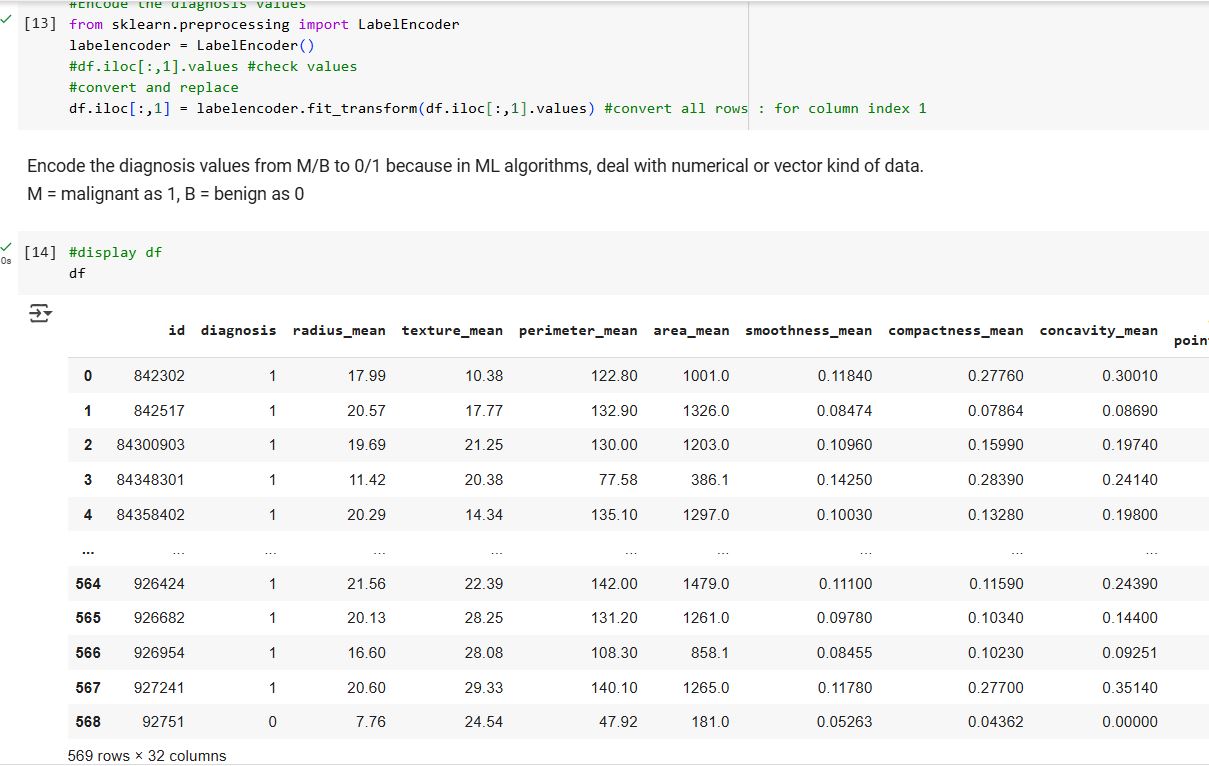 #Encode the diagnosis values
[13] from sklearn.preprocessing import LabelEncoder
labelencoder = LabelEncoder()
#df.iloc[:,1].values #check values
#convert and replace
df.iloc[:,1] = labelencoder.fit_transform(df.iloc[:,1].values) #convert all rows : for column index 1
Encode the diagnosis values from M/B to 0/1 because in ML algorithms, deal with numerical or vector kind of data.
M = malignant as 1, B = benign as 0
[14] #display df
0s
df
id diagnosis radius_mean texture_mean perimeter_mean area_mean smoothness_mean compactness_mean concavity_mean
poin
0 842302 1 17.99 10.38 122.80 1001.0 0.11840 0.27760 0.30010
1 842517 1 20.57 17.77 132.90 1326.0 0.08474 0.07864 0.08690
2 84300903 1 19.69 21.25 130.00 1203.0 0.10960 0.15990 0.19740
3 84348301 1 11.42 20.38 77.58 386.1 0.14250 0.28390 0.24140
4 84358402 1 20.29 14.34 135.10 1297.0 0.10030 0.13280 0.19800
... ... ... ... ... ... ... ... ... ...
564 926424 1 21.56 22.39 142.00 1479.0 0.11100 0.11590 0.24390
565 926682 1 20.13 28.25 131.20 1261.0 0.09780 0.10340 0.14400
566 926954 1 16.60 28.08 108.30 858.1 0.08455 0.10230 0.09251
567 927241 1 20.60 29.33 140.10 1265.0 0.11780 0.27700 0.35140
568 92751 0 7.76 24.54 47.92 181.0 0.05263 0.04362 0.00000
569 rows × 32 columns